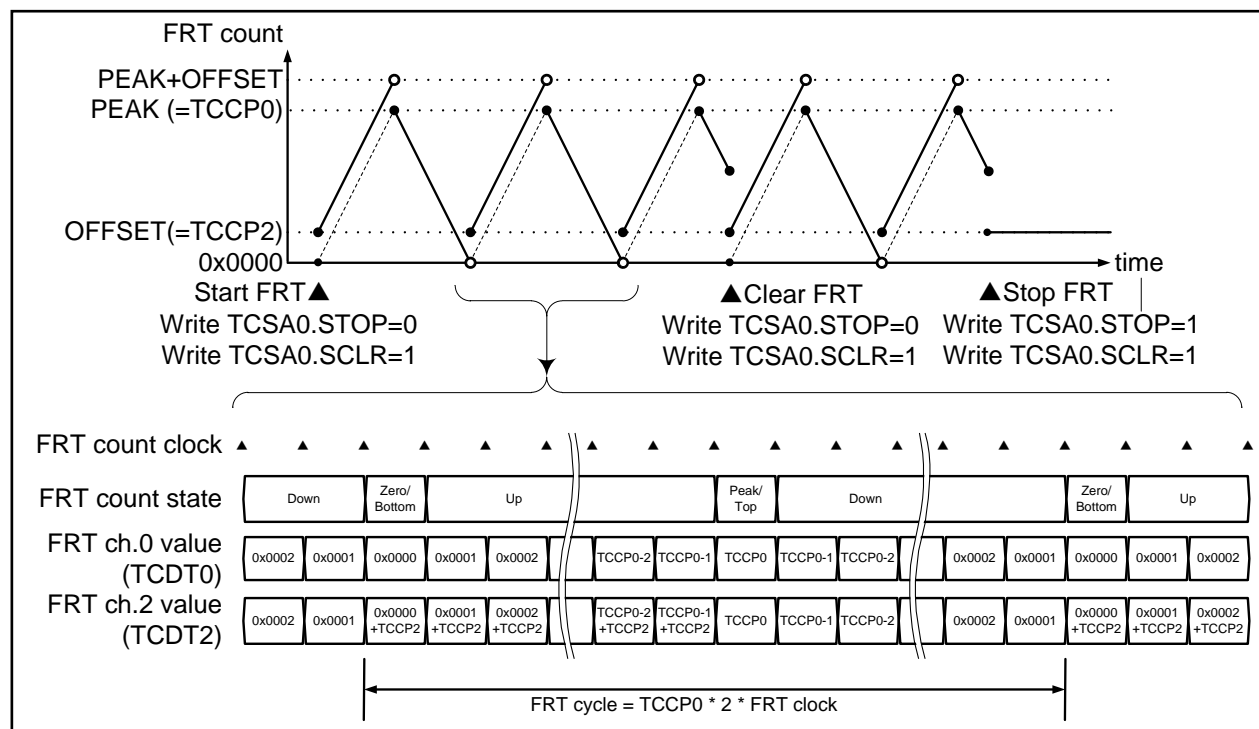 FRT count
PEAK+OFFSET
PEAK (=TCCP0)
OFFSET(=TCCP2)
0x0000
time
Start FRT▲
Write TCSA0.STOP=0
Write TCSA0.SCLR=1
▲Clear FRT
Write TCSA0.STOP=0
Write TCSA0.SCLR=1
▲Stop FRT
Write TCSA0.STOP=1
Write TCSA0.SCLR=1
FRT count clock
FRT count state
Down
Zero/
Bottom
Up
Peak/
Top
Down
Zero/
Bottom
Up
FRT ch.0 value
(TCDT0)
0x0002 0x0001 0x0000 0x0001 0x0002 TCCP0-2 TCCP0-1 TCCP0 TCCP0-1 TCCP0-2 0x0002 0x0001 0x0000 0x0001 0x0002
FRT ch.2 value
(TCDT2)
0x0002 0x0001 0x0000 0x0001 0x0002 TCCP0-2 TCCP0-1 TCCP0 TCCP0-1 TCCP0-2 0x0002 0x0001 0x0000 0x0001 0x0002
+TCCP2 +TCCP2 +TCCP2 +TCCP2 +TCCP2 +TCCP2 +TCCP2 +TCCP2
FRT cycle = TCCP0 * 2 * FRT clock